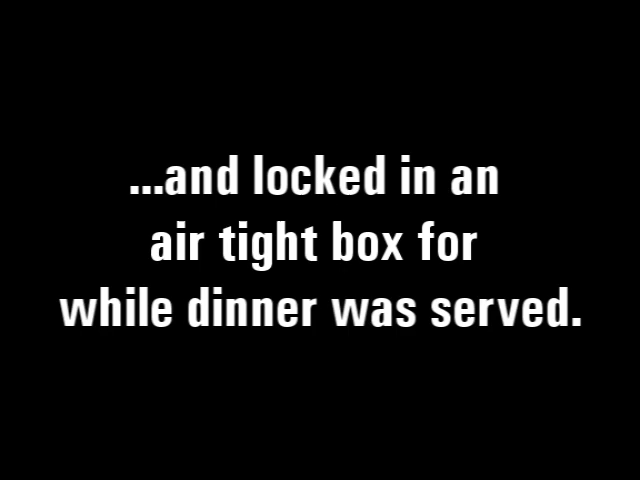 ...and locked in an
air tight box for
while dinner was served.